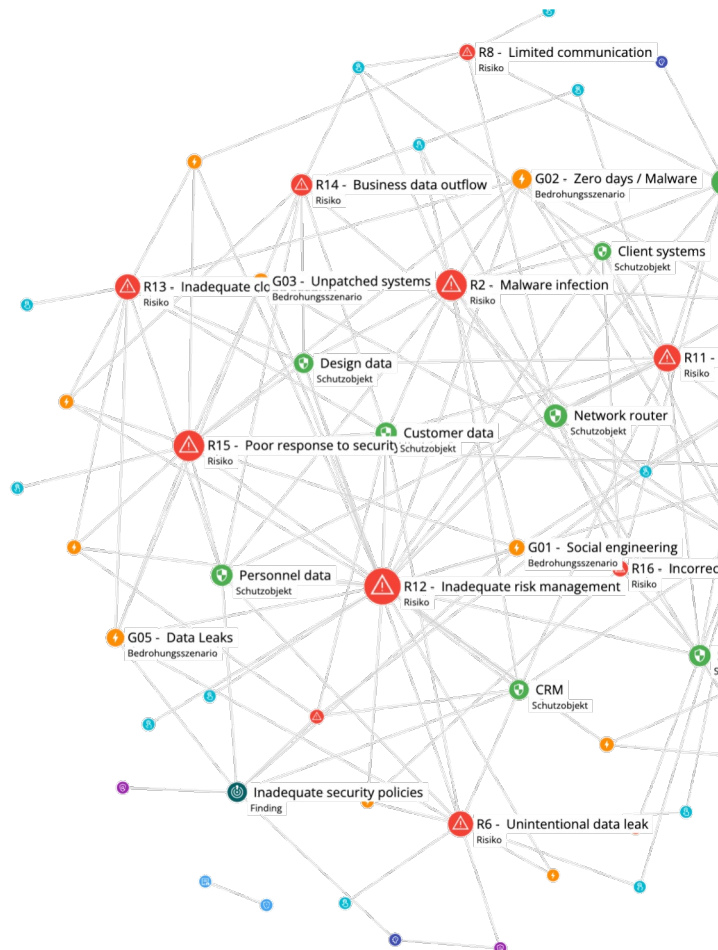 R8 - Limited communication
Risiko
R14 - Business data outflow
Risiko
G02 - Zero days / Malware
Bedrohungsszenario
Client systems
Schutzobjekt
R13 - Inadequate clo
Risiko
G03 - Unpatched systems
Bedrohungsszenario
R2 - Malware infection
Risiko
Design data
Schutzobjekt
R11 -
Risiko
Network router
Schutzobjekt
Customer data
Schutzobjekt
R15 - Poor response to security
Risiko
G01 - Social engineering
Bedrohungsszenario
R16 - Incorrec
Risiko
Personnel data
Schutzobjekt
R12 - Inadequate risk management
Risiko
G05 - Data Leaks
Bedrohungsszenario
S
CRM
Schutzobjekt
Inadequate security policies
Finding
R6 - Unintentional data leak
Risiko